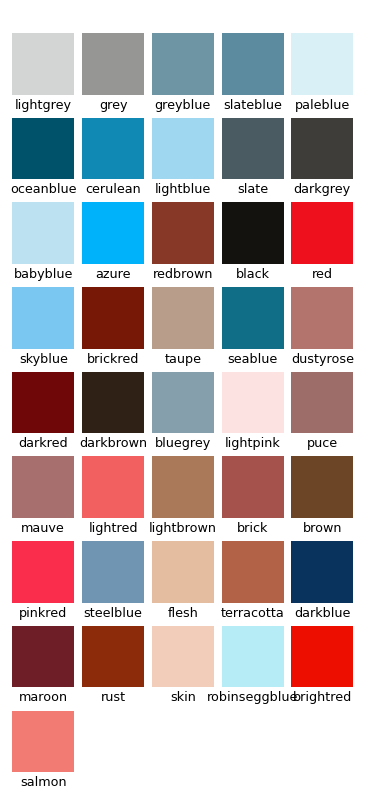 lightgrey grey greyblue slateblue paleblue
oceanblue cerulean lightblue slate darkgrey
babyblue azure redbrown black red
skyblue brickred taupe seablue dustyrose
darkred darkbrown bluegrey lightpink puce
mauve lightred lightbrown brick brown
pinkred steelblue flesh terracotta darkblue
maroon rust skin robinseggblue brightred
salmon